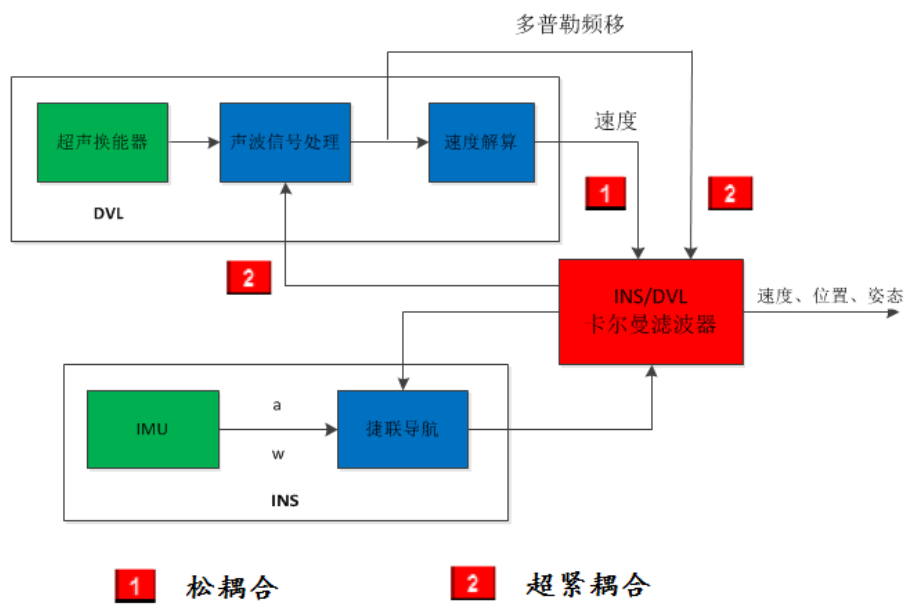 多普勒频移
超声换能器
声波信号处理
速度解算
速度
DVL
1
2
2
INS/DVL
卡尔曼滤波器
速度、位置、姿态
IMU
a
w
捷联导航
INS
1 松耦合
2 超紧耦合